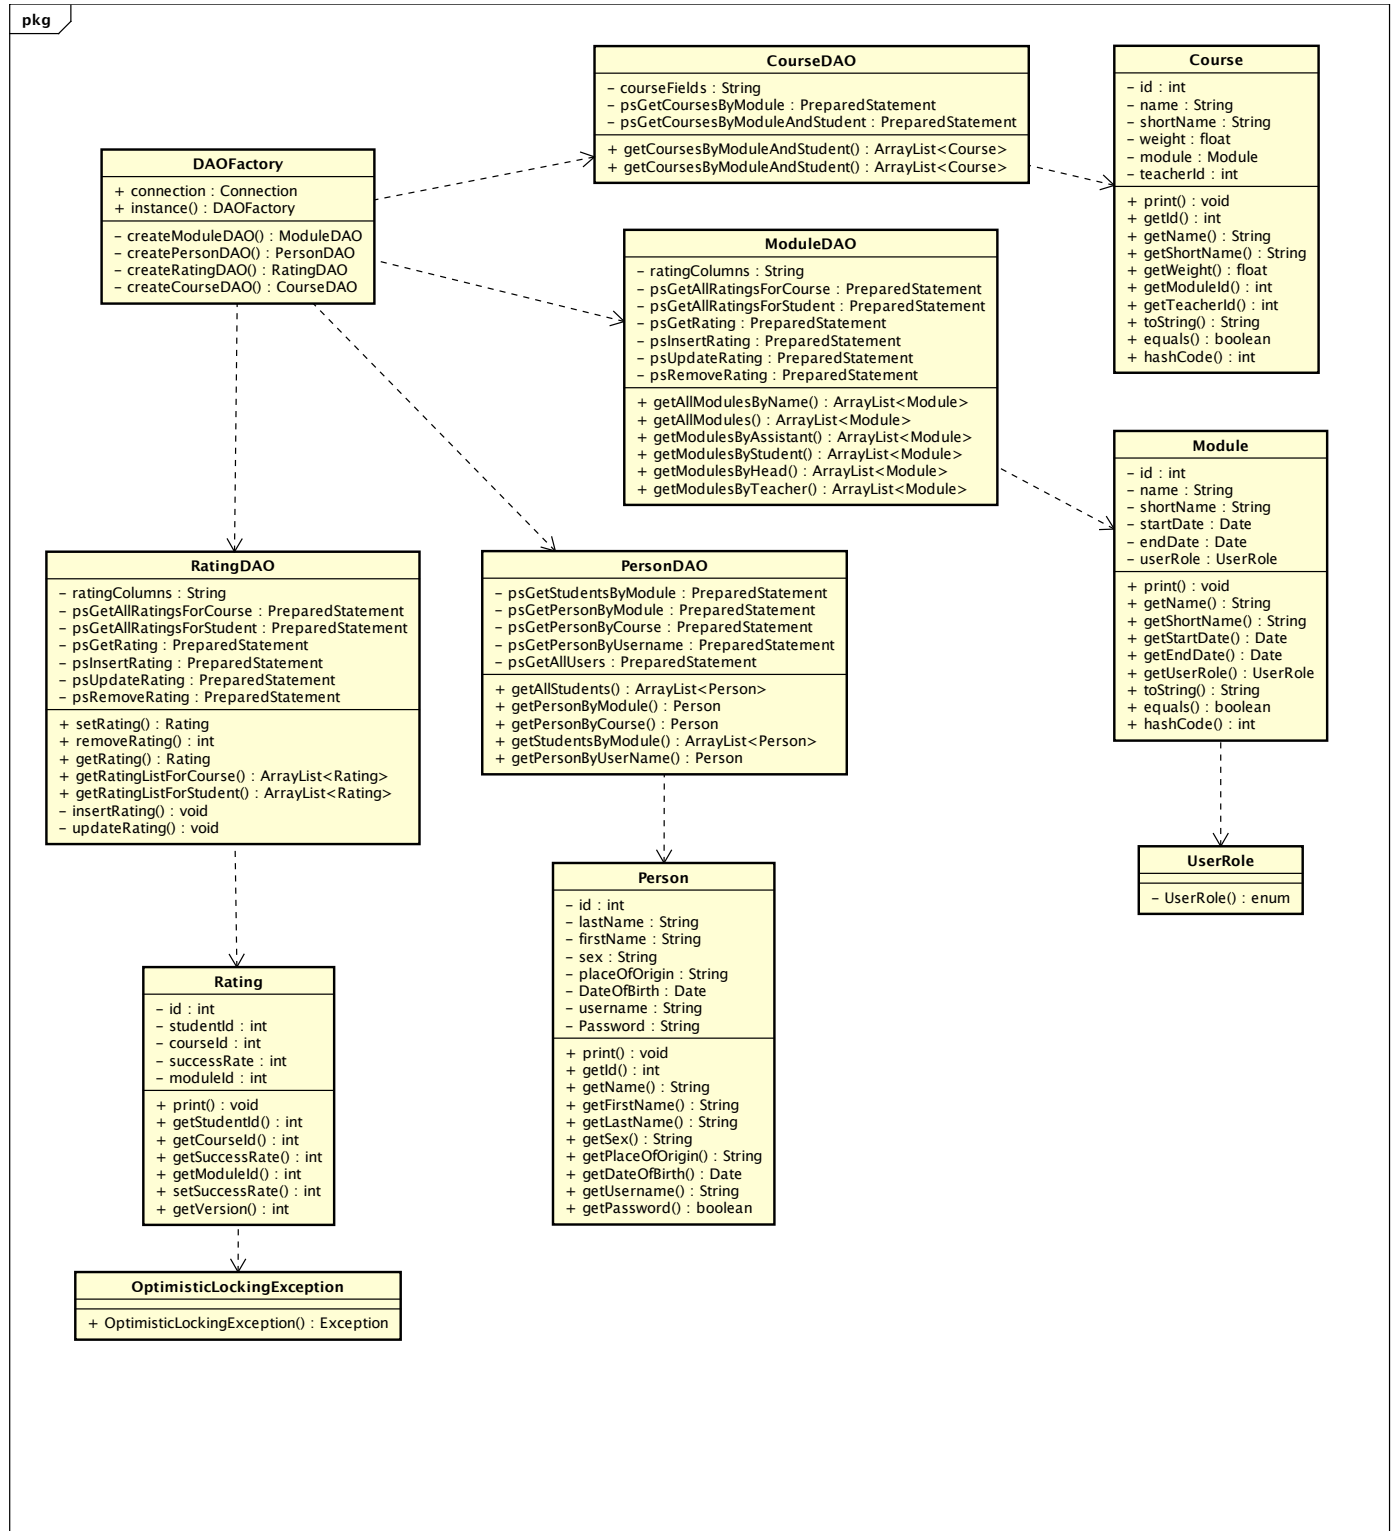 pkg
CourseDAO
– courseFields : String
– psGetCoursesByModule : PreparedStatement
– psGetCoursesByModuleAndStudent : PreparedStatement
+ getCoursesByModuleAndStudent() : ArrayList<Course>
+ getCoursesByModuleAndStudent() : ArrayList<Course>
Course
– id : int
– name : String
– shortName : String
– weight : float
– module : Module
– teacherId : int
+ print() : void
+ getId() : int
+ getName() : String
+ getShortName() : String
+ getWeight() : float
+ getModuleId() : int
+ getTeacherId() : int
+ toString() : String
+ equals() : boolean
+ hashCode() : int
DAOFactory
+ connection : Connection
+ instance() : DAOFactory
– createModuleDAO() : ModuleDAO
– createPersonDAO() : PersonDAO
– createRatingDAO() : RatingDAO
– createCourseDAO() : CourseDAO
ModuleDAO
– ratingColumns : String
– psGetAllRatingsForCourse : PreparedStatement
– psGetAllRatingsForStudent : PreparedStatement
– psGetRating : PreparedStatement
– psInsertRating : PreparedStatement
– psUpdateRating : PreparedStatement
– psRemoveRating : PreparedStatement
+ getAllModulesByName() : ArrayList<Module>
+ getAllModules() : ArrayList<Module>
+ getModulesByAssistant() : ArrayList<Module>
+ getModulesByStudent() : ArrayList<Module>
+ getModulesByHead() : ArrayList<Module>
+ getModulesByTeacher() : ArrayList<Module>
Module
– id : int
– name : String
– shortName : String
– startDate : Date
– endDate : Date
– userRole : UserRole
+ print() : void
+ getName() : String
+ getShortName() : String
+ getStartDate() : Date
+ getEndDate() : Date
+ getUserRole() : UserRole
+ toString() : String
+ equals() : boolean
+ hashCode() : int
RatingDAO
– ratingColumns : String
– psGetAllRatingsForCourse : PreparedStatement
– psGetAllRatingsForStudent : PreparedStatement
– psGetRating : PreparedStatement
– psInsertRating : PreparedStatement
– psUpdateRating : PreparedStatement
– psRemoveRating : PreparedStatement
+ setRating() : Rating
+ removeRating() : int
+ getRating() : Rating
+ getRatingListForCourse() : ArrayList<Rating>
+ getRatingListForStudent() : ArrayList<Rating>
– insertRating() : void
– updateRating() : void
PersonDAO
– psGetStudentsByModule : PreparedStatement
– psGetPersonByModule : PreparedStatement
– psGetPersonByCourse : PreparedStatement
– psGetPersonByUsername : PreparedStatement
– psGetAllUsers : PreparedStatement
+ getAllStudents() : ArrayList<Person>
+ getPersonByModule() : Person
+ getPersonByCourse() : Person
+ getStudentsByModule() : ArrayList<Person>
+ getPersonByUserName() : Person
UserRole
– UserRole() : enum
Person
– id : int
– lastName : String
– firstName : String
– sex : String
– placeOfOrigin : String
– DateOfBirth : Date
– username : String
– Password : String
+ print() : void
+ getId() : int
+ getName() : String
+ getFirstName() : String
+ getLastName() : String
+ getSex() : String
+ getPlaceOfOrigin() : String
+ getDateOfBirth() : Date
+ getUsername() : String
+ getPassword() : boolean
Rating
– id : int
– studentId : int
– courseId : int
– successRate : int
– moduleId : int
+ print() : void
+ getStudentId() : int
+ getCourseId() : int
+ getSuccessRate() : int
+ getModuleId() : int
+ setSuccessRate() : int
+ getVersion() : int
OptimisticLockingException
+ OptimisticLockingException() : Exception